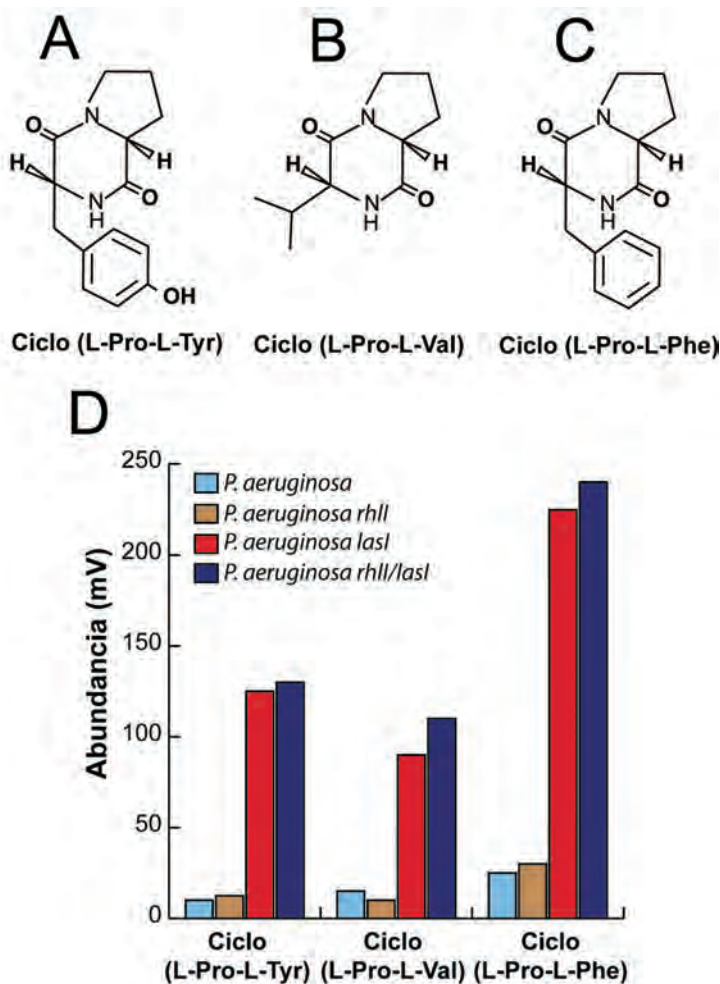 A
B
C
O
N
H
H
N
H
O
OH
Ciclo (L-Pro-L-Tyr)
O
N
H
H
N
H
O
Ciclo (L-Pro-L-Val)
O
N
H
H
N
H
O
Ciclo (L-Pro-L-Phe)
D
Abundancia (mV)
250
200
150
100
50
0
P. aeruginosa
P. aeruginosa rhlI
P. aeruginosa lasI
P. aeruginosa rhlI/lasI
Ciclo
(L-Pro-L-Tyr)
Ciclo
(L-Pro-L-Val)
Ciclo
(L-Pro-L-Phe)